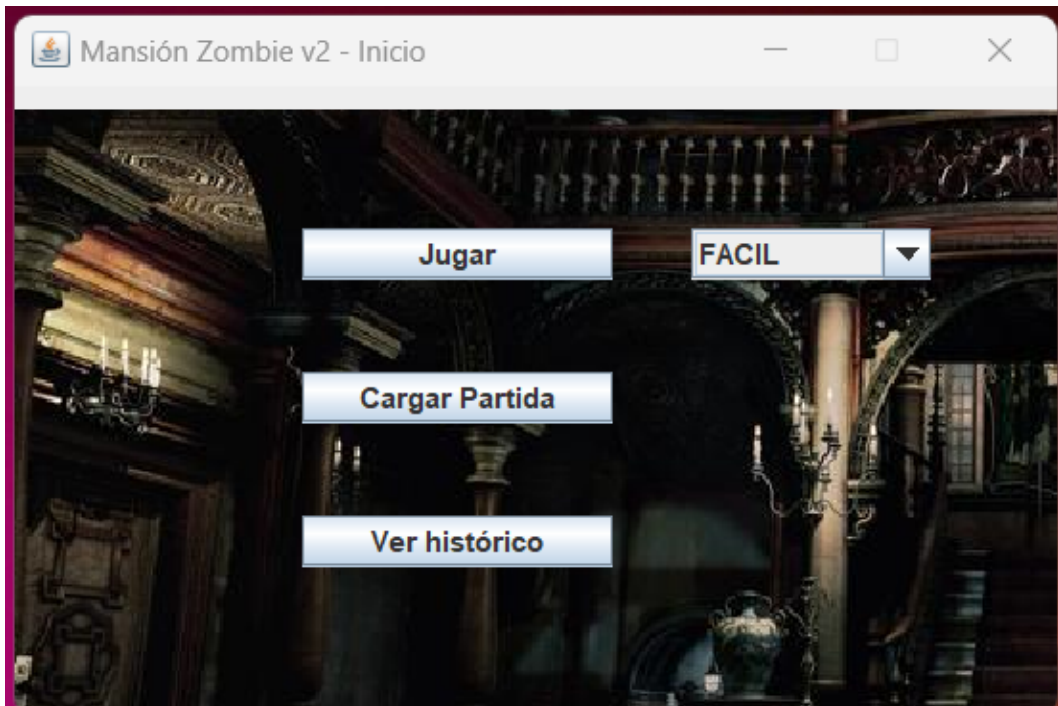 Mansión Zombie v2 - Inicio
Jugar
FACIL
Cargar Partida
Ver histórico